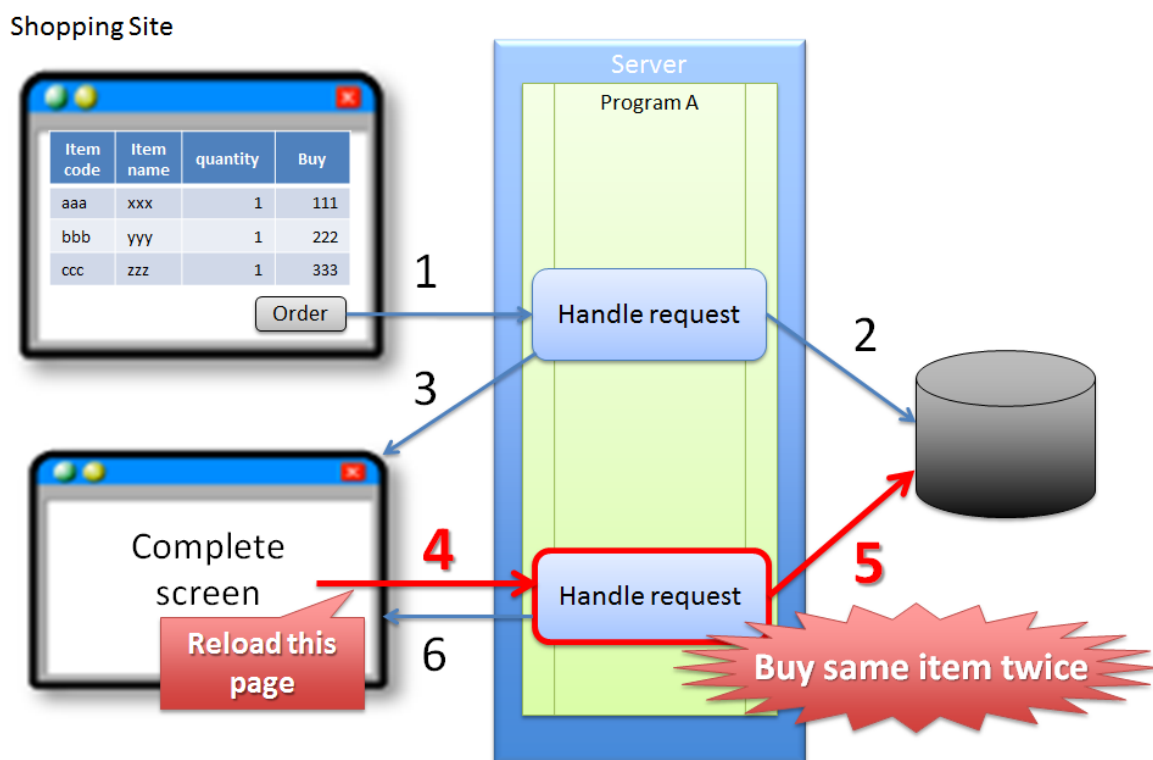 Shopping Site
Server
Program A
Item code
Item name
quantity
Buy
aaa xxx 1 111
bbb yyy 1 222
ccc zzz 1 333
Order
1
Handle request
2
3
Complete
screen
4
Handle request
5
Reload this
page
6
Buy same item twice